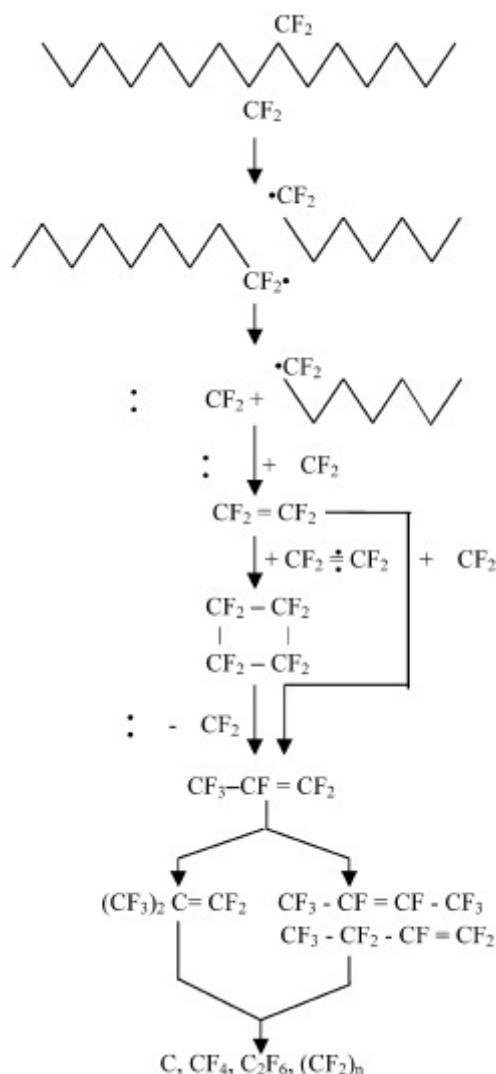 CF₂
CF₂
•CF₂
CF₂•
•CF₂
: CF₂ +
: + CF₂
CF₂ = CF₂
+ CF₂ = CF₂ : + CF₂
CF₂ – CF₂
| |
CF₂ – CF₂
: - CF₂
CF₃–CF = CF₂
(CF₃)₂ C = CF₂ CF₃ - CF = CF - CF₃
CF₃ - CF₂ - CF = CF₂
C, CF₄, C₂F₆, (CF₂)n